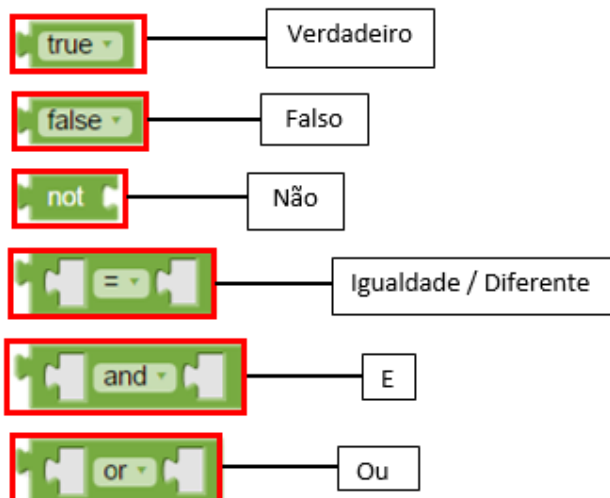 true
Verdadeiro
false
Falso
not
Não
=
Igualdade / Diferente
and
E
or
Ou